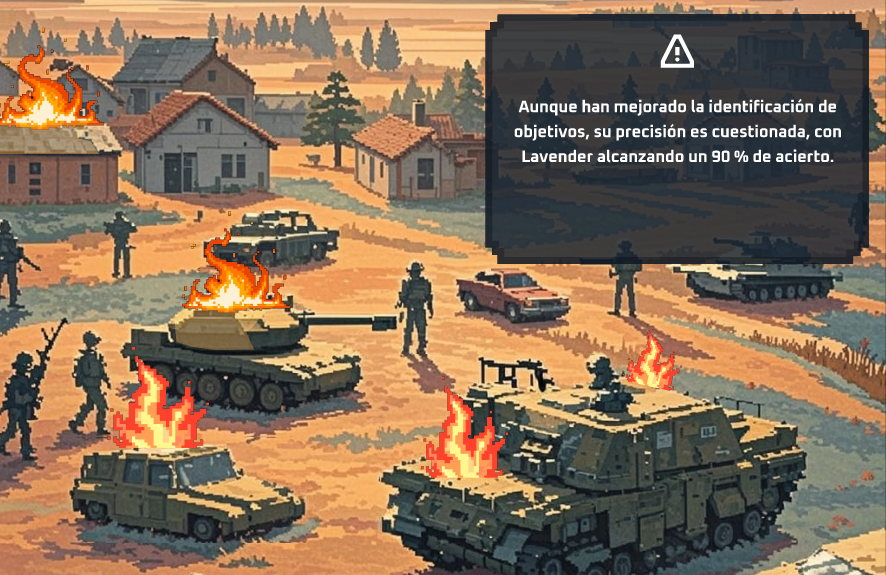 Aunque han mejorado la identificación de
objetivos, su precisión es cuestionada, con
Lavender alcanzando un 90 % de acierto.